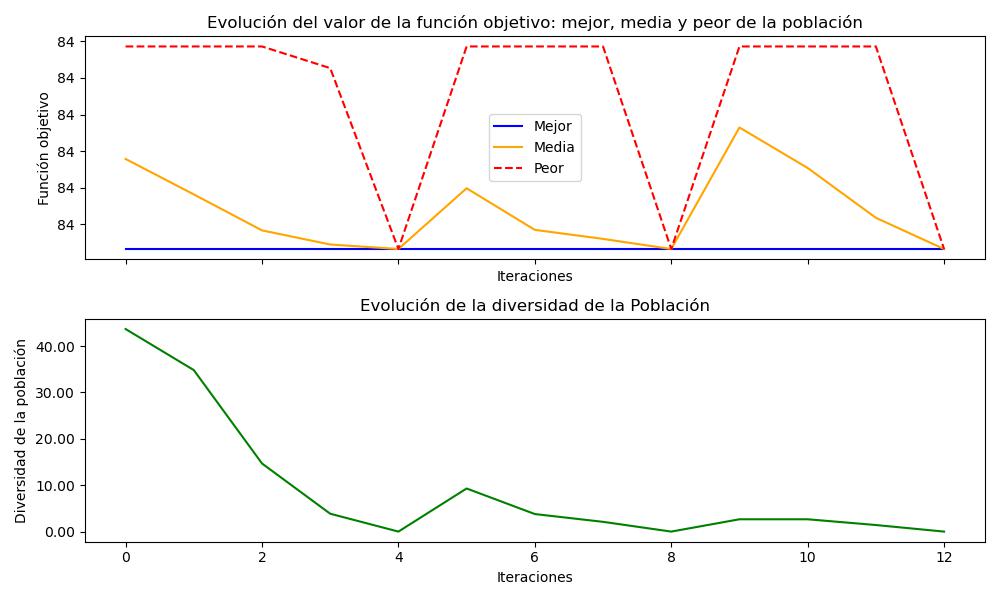 Evolución del valor de la función objetivo: mejor, media y peor de la población
Función objetivo
84
84
84
84
84
84
Mejor
Media
Peor
Iteraciones
Evolución de la diversidad de la Población
Diversidad de la población
40.00
30.00
20.00
10.00
0.00
0 2 4 6 8 10 12
Iteraciones